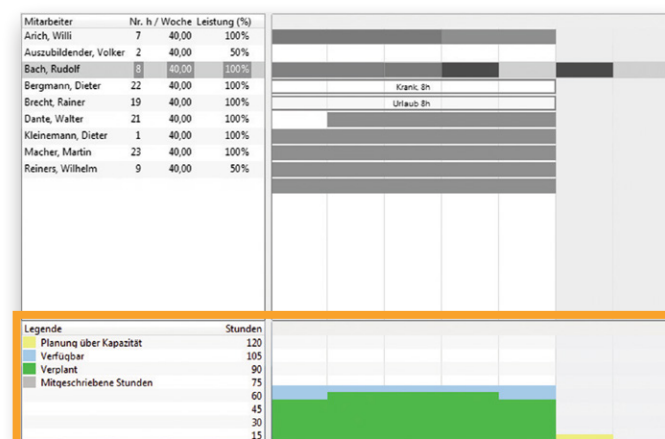 Mitarbeiter Nr. h / Woche Leistung (%)
Arich, Willi 7 40,00 100%
Auszubildender, Volker 2 40,00 50%
Bach, Rudolf 8 40,00 100%
Bergmann, Dieter 22 40,00 100% Krank, 8h
Brecht, Rainer 19 40,00 100% Urlaub 8h
Dante, Walter 21 40,00 100%
Kleinemann, Dieter 1 40,00 100%
Macher, Martin 23 40,00 100%
Reiners, Wilhelm 9 40,00 50%
Legende Stunden
Planung über Kapazität 120
Verfügbar 105
Verplant 90
Mitgeschriebene Stunden 75
60
45
30
15